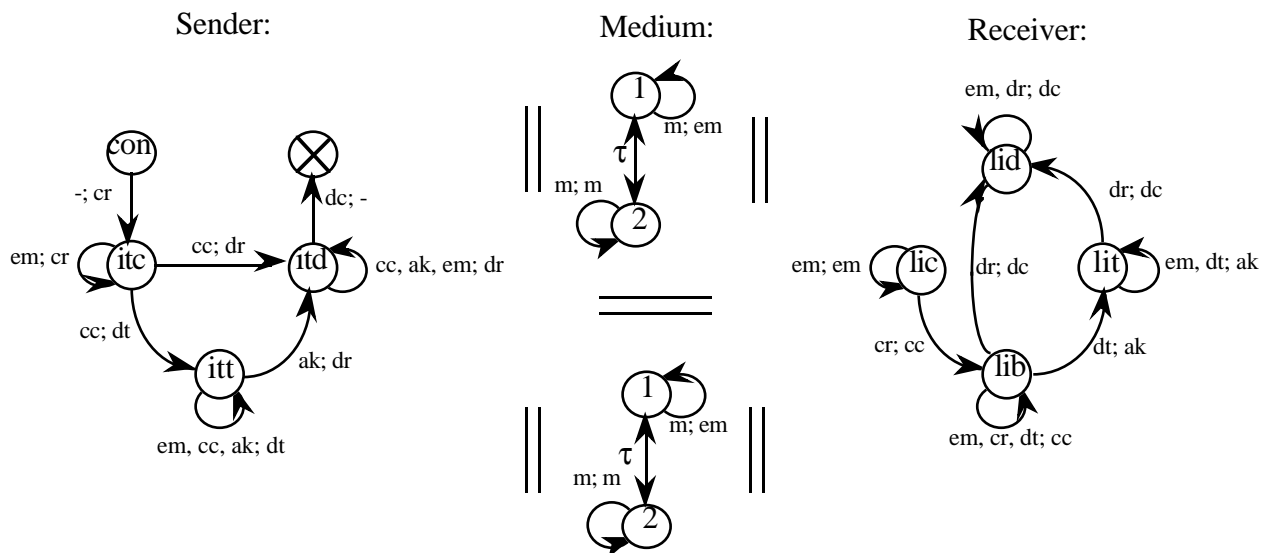 Sender:
Medium:
Receiver:
con
-; cr
dc; -
em; cr
itc
cc; dr
itd
cc, ak, em; dr
cc; dt
itt
ak; dr
em, cc, ak; dt
1
m; em
τ
m; m
2
1
m; em
τ
m; m
2
em, dr; dc
lid
dr; dc
em; em
lic
dr; dc
lit
em, dt; ak
cr; cc
lib
dt; ak
em, cr, dt; cc